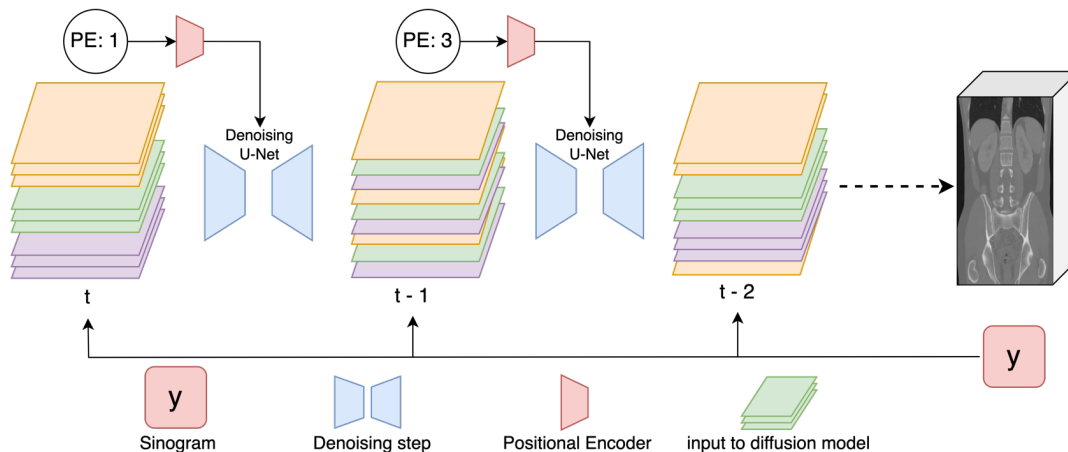 PE: 1
PE: 3
Denoising
U-Net
Denoising
U-Net
t
t - 1
t - 2
y
y
Sinogram
Denoising step
Positional Encoder
input to diffusion model